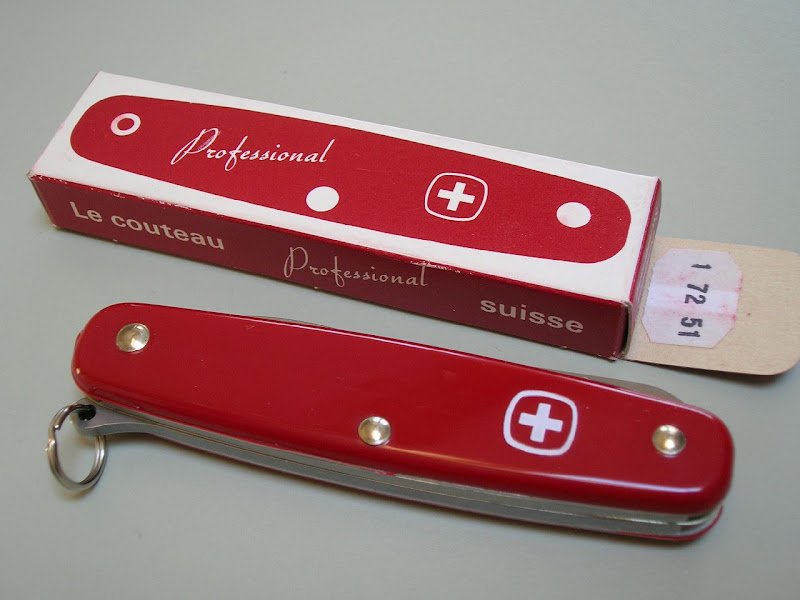 Professional
Le couteau Professional suisse
1 72 51